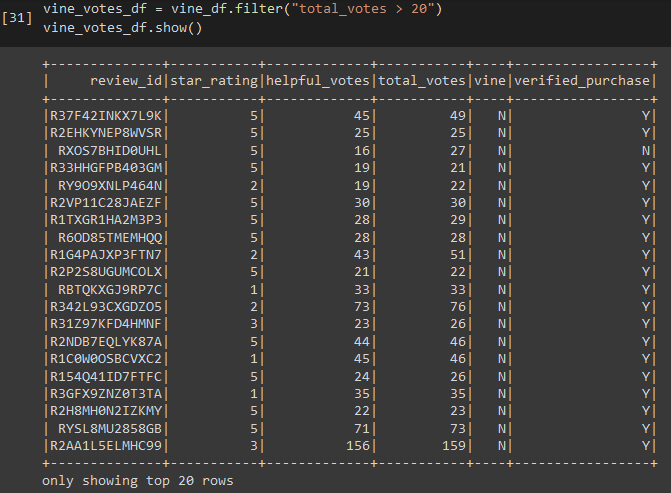 [31] vine_votes_df = vine_df.filter("total_votes > 20")
vine_votes_df.show()
+--------------+-----------+-------------+-----------+----+-----------------+
|     review_id|star_rating|helpful_votes|total_votes|vine|verified_purchase|
+--------------+-----------+-------------+-----------+----+-----------------+
|R37F42INKX7L9K|          5|           45|         49|   N|                Y|
|R2EHKYNEP8WVSR|          5|           25|         25|   N|                Y|
| RXOS7BHID0UHL|          5|           16|         27|   N|                N|
|R33HHGFPB403GM|          5|           19|         21|   N|                Y|
| RY9O9XNLP464N|          2|           19|         22|   N|                Y|
|R2VP11C28JAEZF|          5|           30|         30|   N|                Y|
|R1TXGR1HA2M3P3|          5|           28|         29|   N|                Y|
| R6OD85TMEMHQQ|          5|           28|         28|   N|                Y|
|R1G4PAJXP3FTN7|          2|           43|         51|   N|                Y|
|R2P2S8UGUMCOLX|          5|           21|         22|   N|                Y|
| RBTQKXGJ9RP7C|          1|           33|         33|   N|                Y|
|R342L93CXGDZO5|          2|           73|         76|   N|                Y|
|R31Z97KFD4HMNF|          3|           23|         26|   N|                Y|
|R2NDB7EQLYK87A|          5|           44|         46|   N|                Y|
|R1C0W0OSBCVXC2|          1|           45|         46|   N|                Y|
|R154Q41ID7FTFC|          5|           24|         26|   N|                Y|
|R3GFX9ZNZ0T3TA|          1|           35|         35|   N|                Y|
|R2H8MH0N2IZKMY|          5|           22|         23|   N|                Y|
| RYSL8MU2858GB|          5|           71|         73|   N|                Y|
|R2AA1L5ELMHC99|          3|          156|        159|   N|                Y|
+--------------+-----------+-------------+-----------+----+-----------------+
only showing top 20 rows